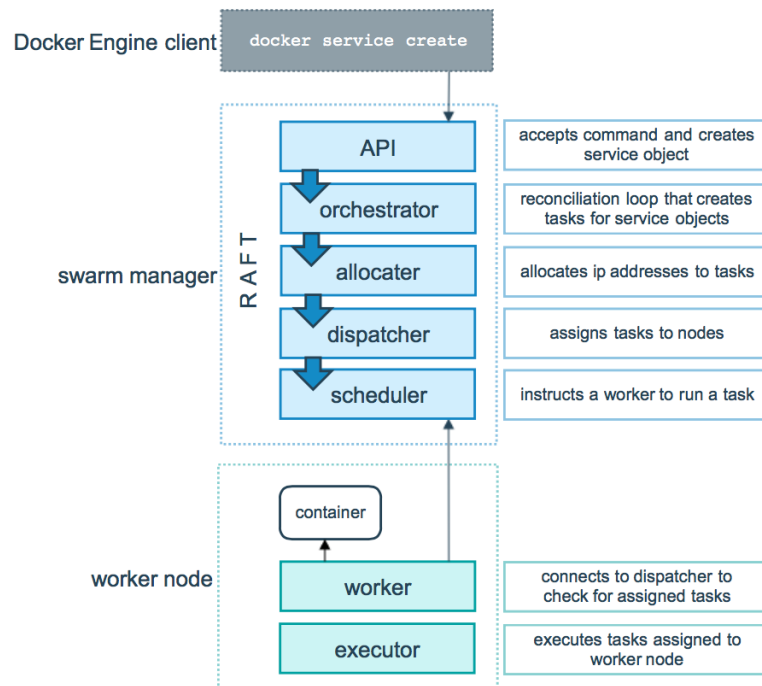 Docker Engine client
docker service create
swarm manager
RAFT
API
accepts command and creates
service object
orchestrator
reconciliation loop that creates
tasks for service objects
allocater
allocates ip addresses to tasks
dispatcher
assigns tasks to nodes
scheduler
instructs a worker to run a task
worker node
container
worker
connects to dispatcher to
check for assigned tasks
executor
executes tasks assigned to
worker node